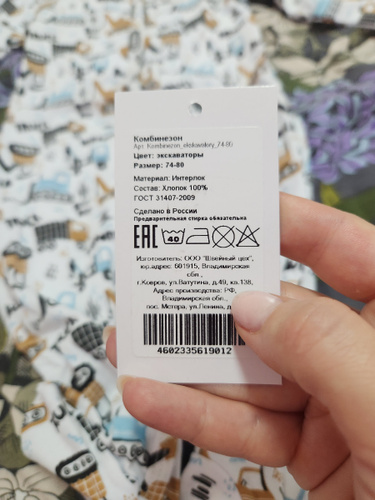 Комбинезон
Арт. Kombinezon_ekskavatory_74-80
Цвет: экскаваторы
Размер: 74-80
Материал: Интерлок
Состав: Хлопок 100%
ГОСТ 31407-2009
Сделано в России
Предварительная стирка обязательна
EAC 40
Изготовитель: ООО "Швейный цех",
юр.адрес: 601915, Владимирская
обл.,
г.Ковров, ул.Ватутина, д.49, кв.138,
Адрес производства: РФ,
Владимирская обл.,
пос. Мстера, ул.Ленина,
4602335619012